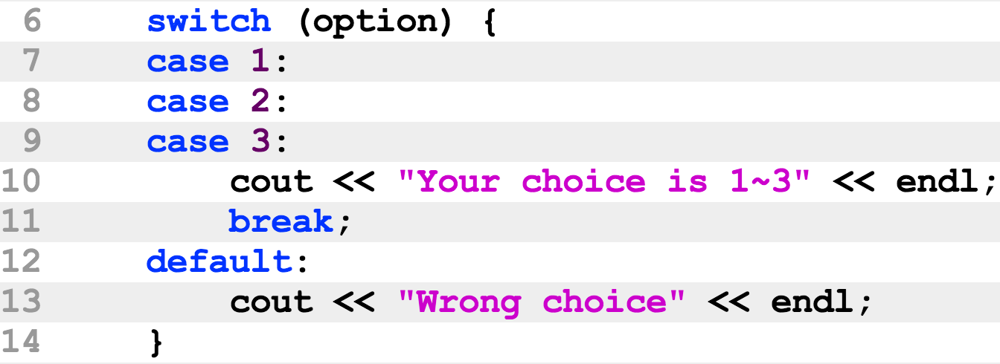 6 switch (option) {
7 case 1:
8 case 2:
9 case 3:
10 cout << "Your choice is 1~3" << endl;
11 break;
12 default:
13 cout << "Wrong choice" << endl;
14 }